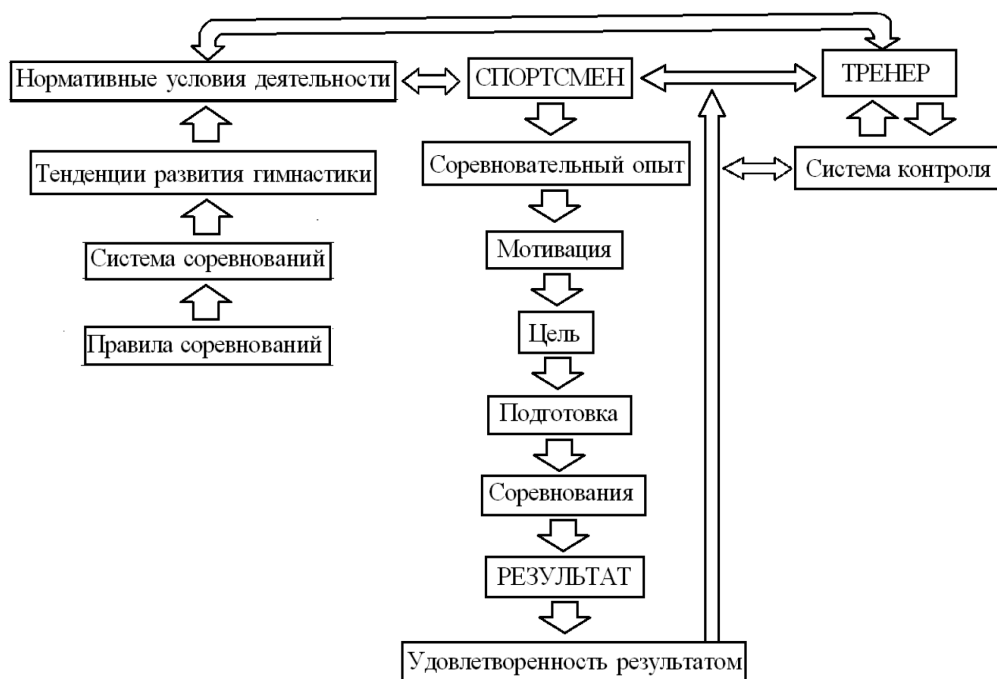 Нормативные условия деятельности
СПОРТСМЕН
ТРЕНЕР
Тенденции развития гимнастики
Соревновательный опыт
Система контроля
Система соревнований
Мотивация
Правила соревнований
Цель
Подготовка
Соревнования
РЕЗУЛЬТАТ
Удовлетворенность результатом